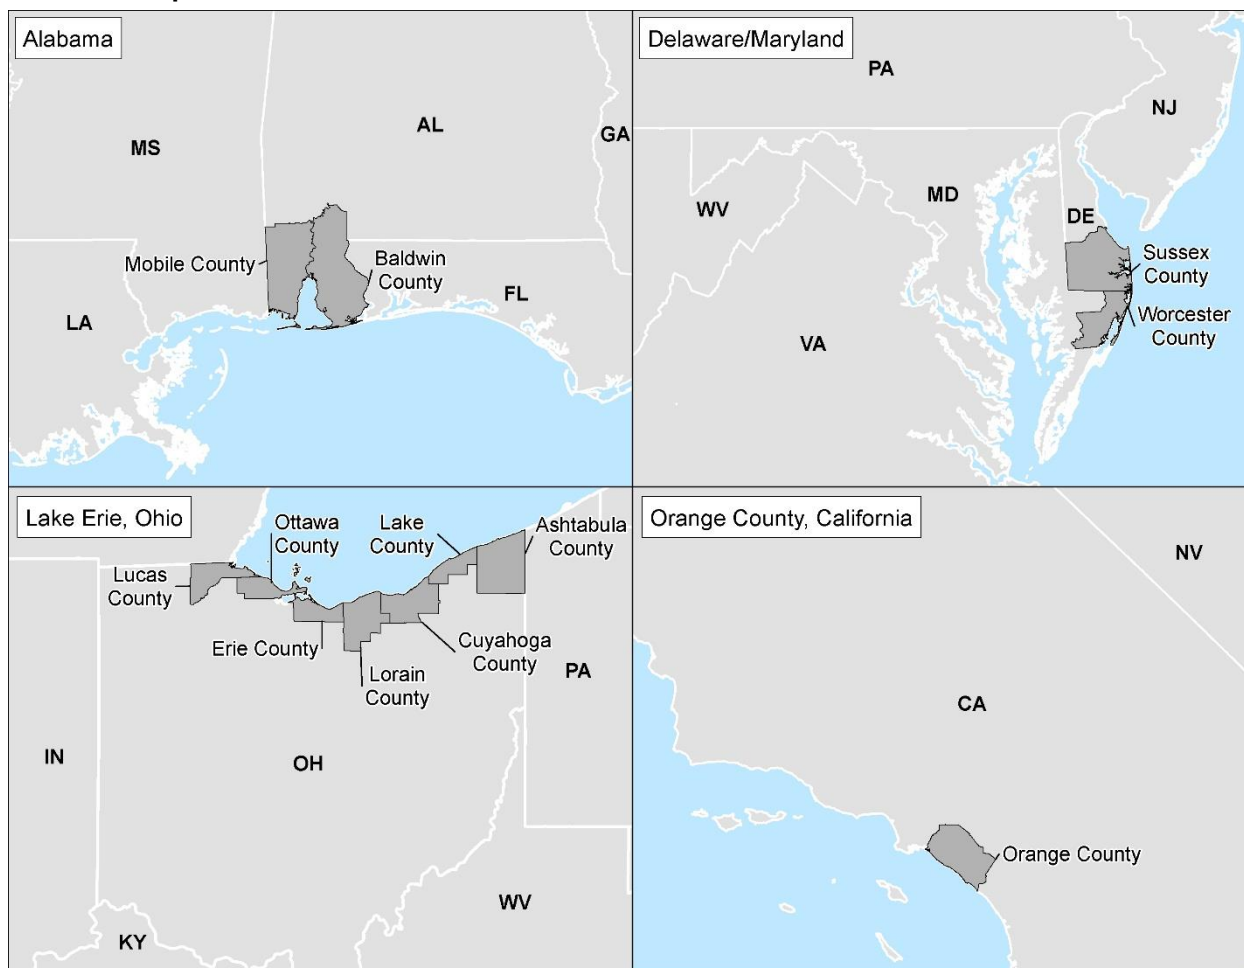 Alabama
MS
AL
GA
Mobile County
Baldwin
County
LA
FL
Delaware/Maryland
PA
NJ
WV
MD
DE
Sussex
County
Worcester
County
VA
Lake Erie, Ohio
Ottawa
County
Lake
County
Ashtabula
County
Lucas
County
Erie County
Cuyahoga
County
Lorain
County
PA
IN
OH
WV
KY
Orange County, California
NV
CA
Orange County